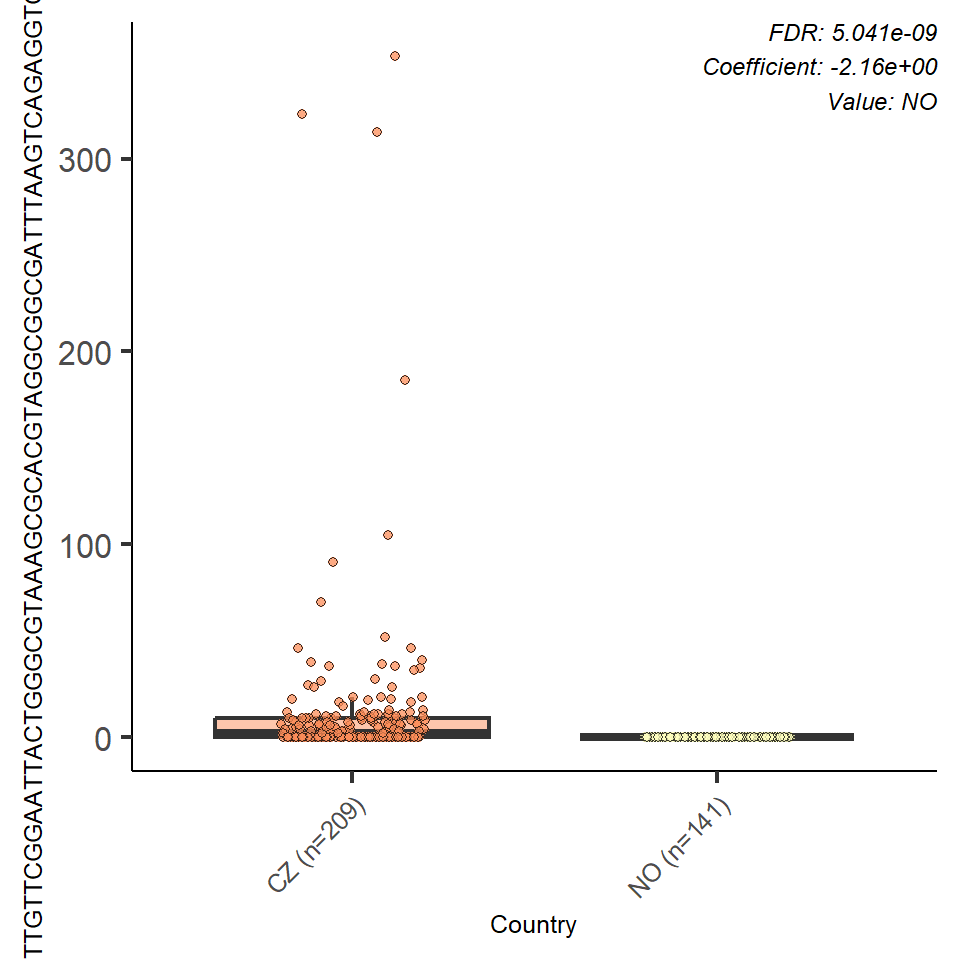 TTGTTCGGAATTACTGGGCGTAAAGCGCACGTAGGCGGCGATTTAAGTCAGAGGT
FDR: 5.041e-09
Coefficient: -2.16e+00
Value: NO
300
200
100
0
CZ (n=209)
NO (n=141)
Country